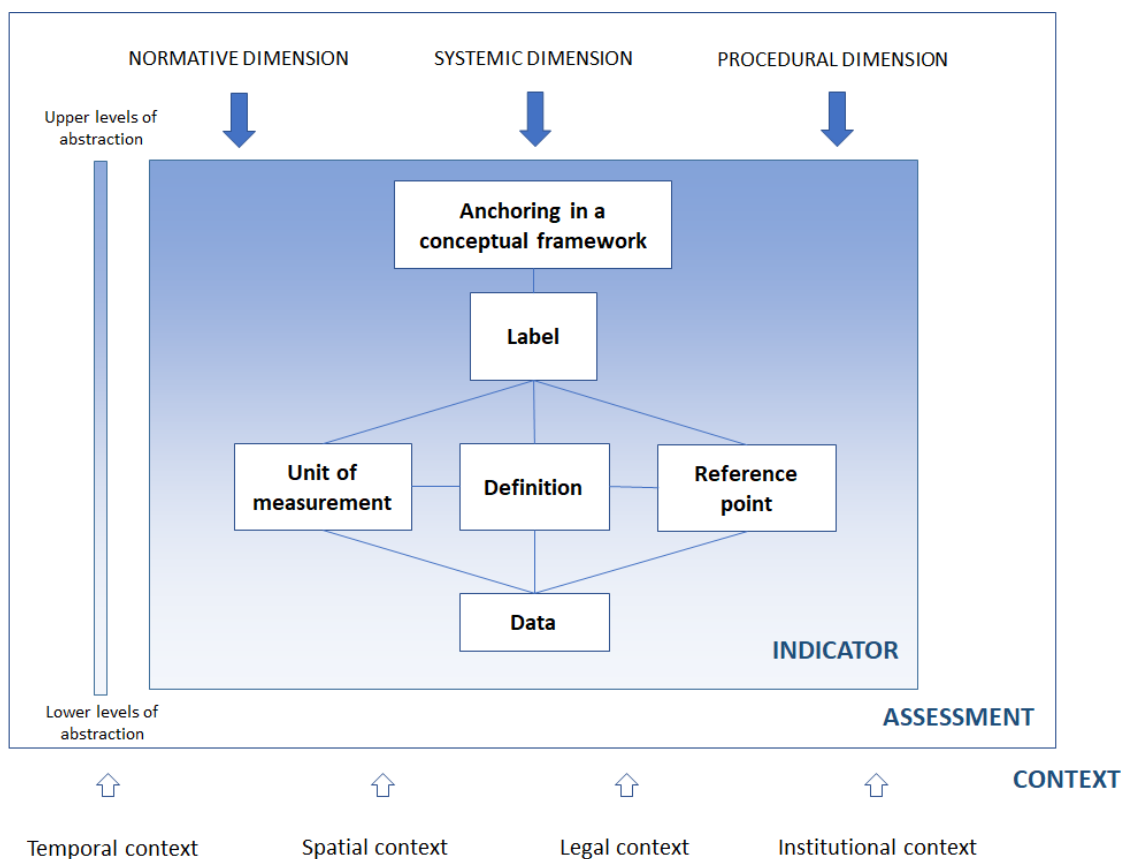 NORMATIVE DIMENSION
SYSTEMIC DIMENSION
PROCEDURAL DIMENSION
Upper levels of
abstraction
Anchoring in a
conceptual framework
Label
Unit of
measurement
Definition
Reference
point
Data
INDICATOR
Lower levels of
abstraction
ASSESSMENT
CONTEXT
Temporal context
Spatial context
Legal context
Institutional context